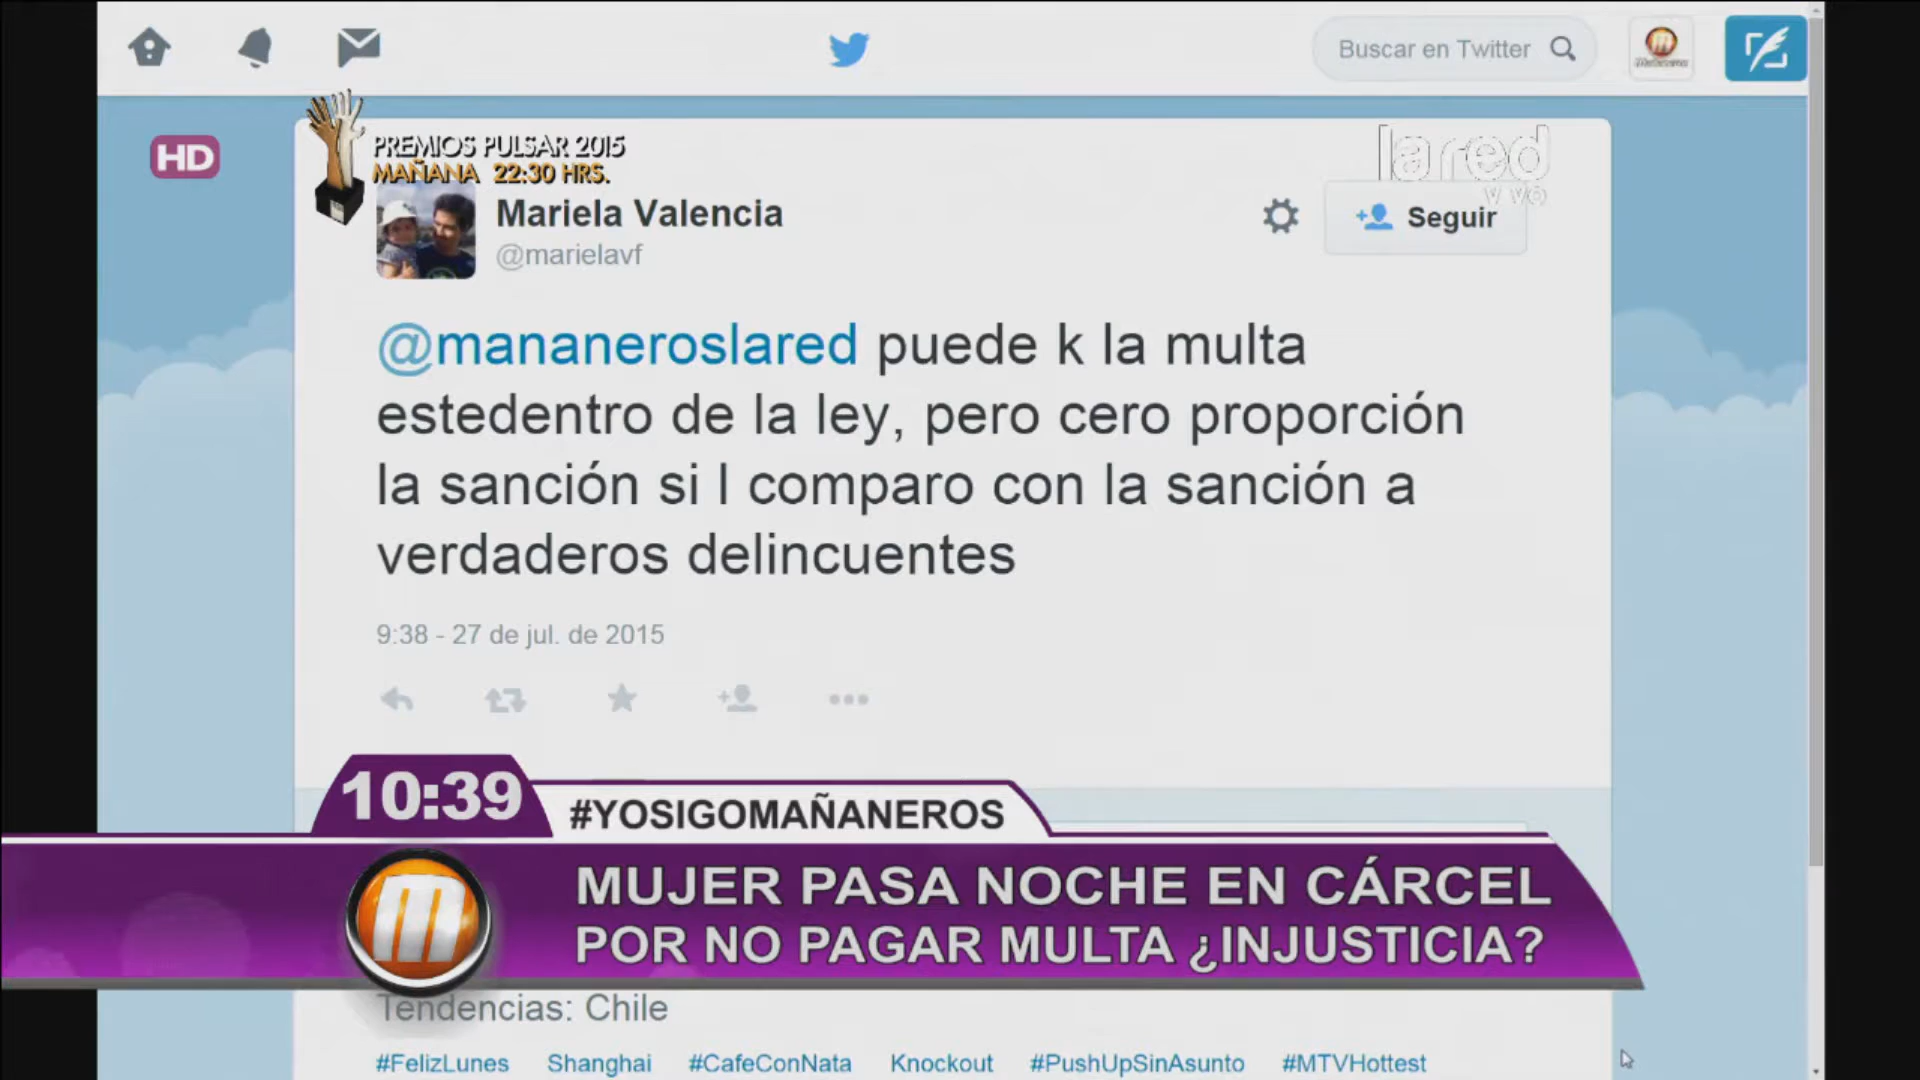 Buscar en Twitter
HD
PREMIOS PULSAR 2015
MAÑANA 22:30 HRS.
la red
Mariela Valencia
@marielavf
Seguir
@mananeroslared puede k la multa
estedentro de la ley, pero cero proporción
la sanción si l comparo con la sanción a
verdaderos delincuentes
9:38 - 27 de jul. de 2015
10:39
#YOSIGOMAÑANEROS
m
MUJER PASA NOCHE EN CÁRCEL
POR NO PAGAR MULTA ¿INJUSTICIA?
Tendencias: Chile
#FelizLunes Shanghai #CafeConNata Knockout #PushUpSinAsunto #MTVHottest